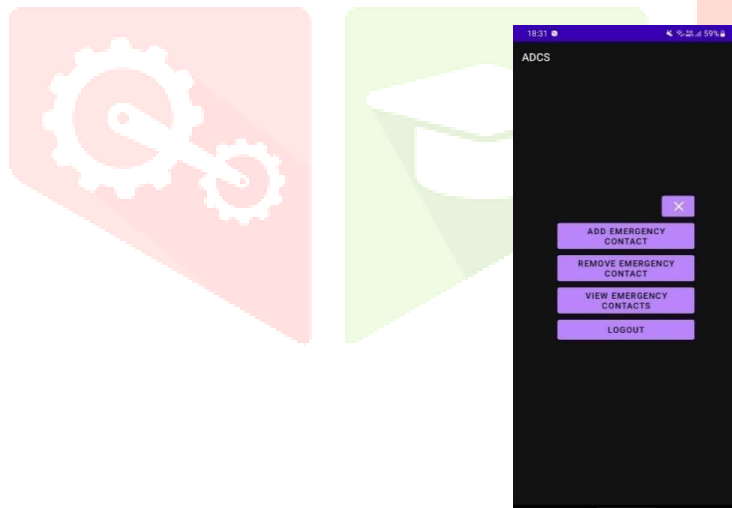 18:31 59%
ADCS
ADD EMERGENCY
CONTACT
REMOVE EMERGENCY
CONTACT
VIEW EMERGENCY
CONTACTS
LOGOUT